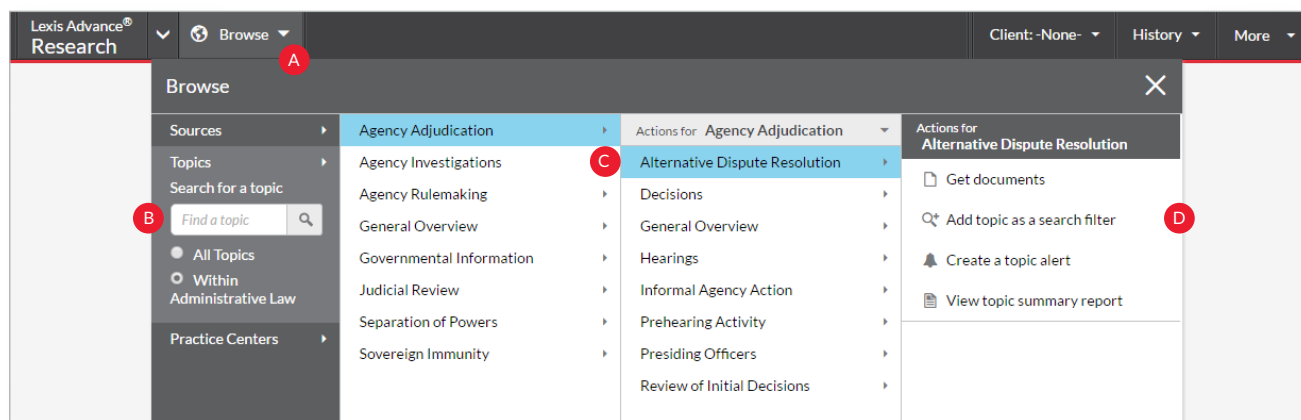 Lexis Advance®
Research
Browse
Client: -None-
History
More
A
Browse
Sources
Topics
Search for a topic
B
Find a topic
All Topics
Within
Administrative Law
Practice Centers
Agency Adjudication
Agency Investigations
Agency Rulemaking
General Overview
Governmental Information
Judicial Review
Separation of Powers
Sovereign Immunity
Actions for Agency Adjudication
C
Alternative Dispute Resolution
Decisions
General Overview
Hearings
Informal Agency Action
Prehearing Activity
Presiding Officers
Review of Initial Decisions
Actions for
Alternative Dispute Resolution
Get documents
Add topic as a search filter
D
Create a topic alert
View topic summary report